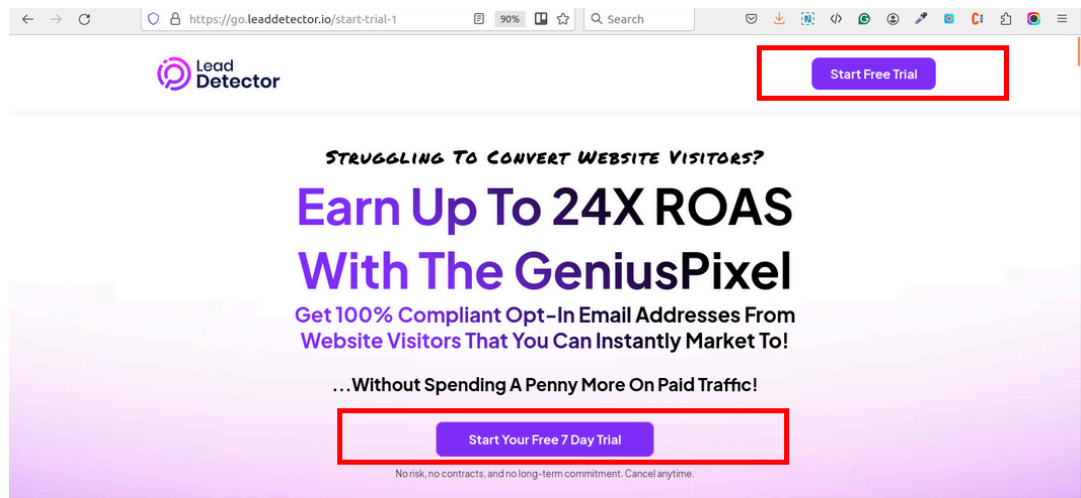 https://go.leaddetector.io/start-trial-1
90%
Search
Lead
Detector
Start Free Trial
Struggling To Convert Website Visitors?
Earn Up To 24X ROAS
With The GeniusPixel
Get 100% Compliant Opt-In Email Addresses From
Website Visitors That You Can Instantly Market To!
...Without Spending A Penny More On Paid Traffic!
Start Your Free 7 Day Trial
No risk, no contracts, and no long-term commitment. Cancel anytime.